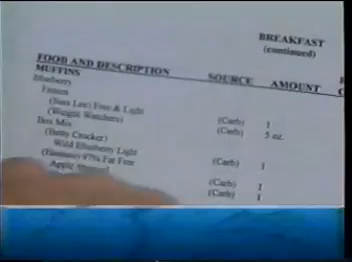 BREAKFAST
(continued)
FOOD AND DESCRIPTION SOURCE AMOUNT
MUFFINS
Blueberry
Frozen
(Sara Lee) Free & Light (Carb) 1
(Weight Watchers) (Carb) 5 oz.
Box Mix
(Betty Crocker)
Wild Blueberry Light (Carb) 1
97% Fat Free
Apple (Carb) 1
(Carb) 1